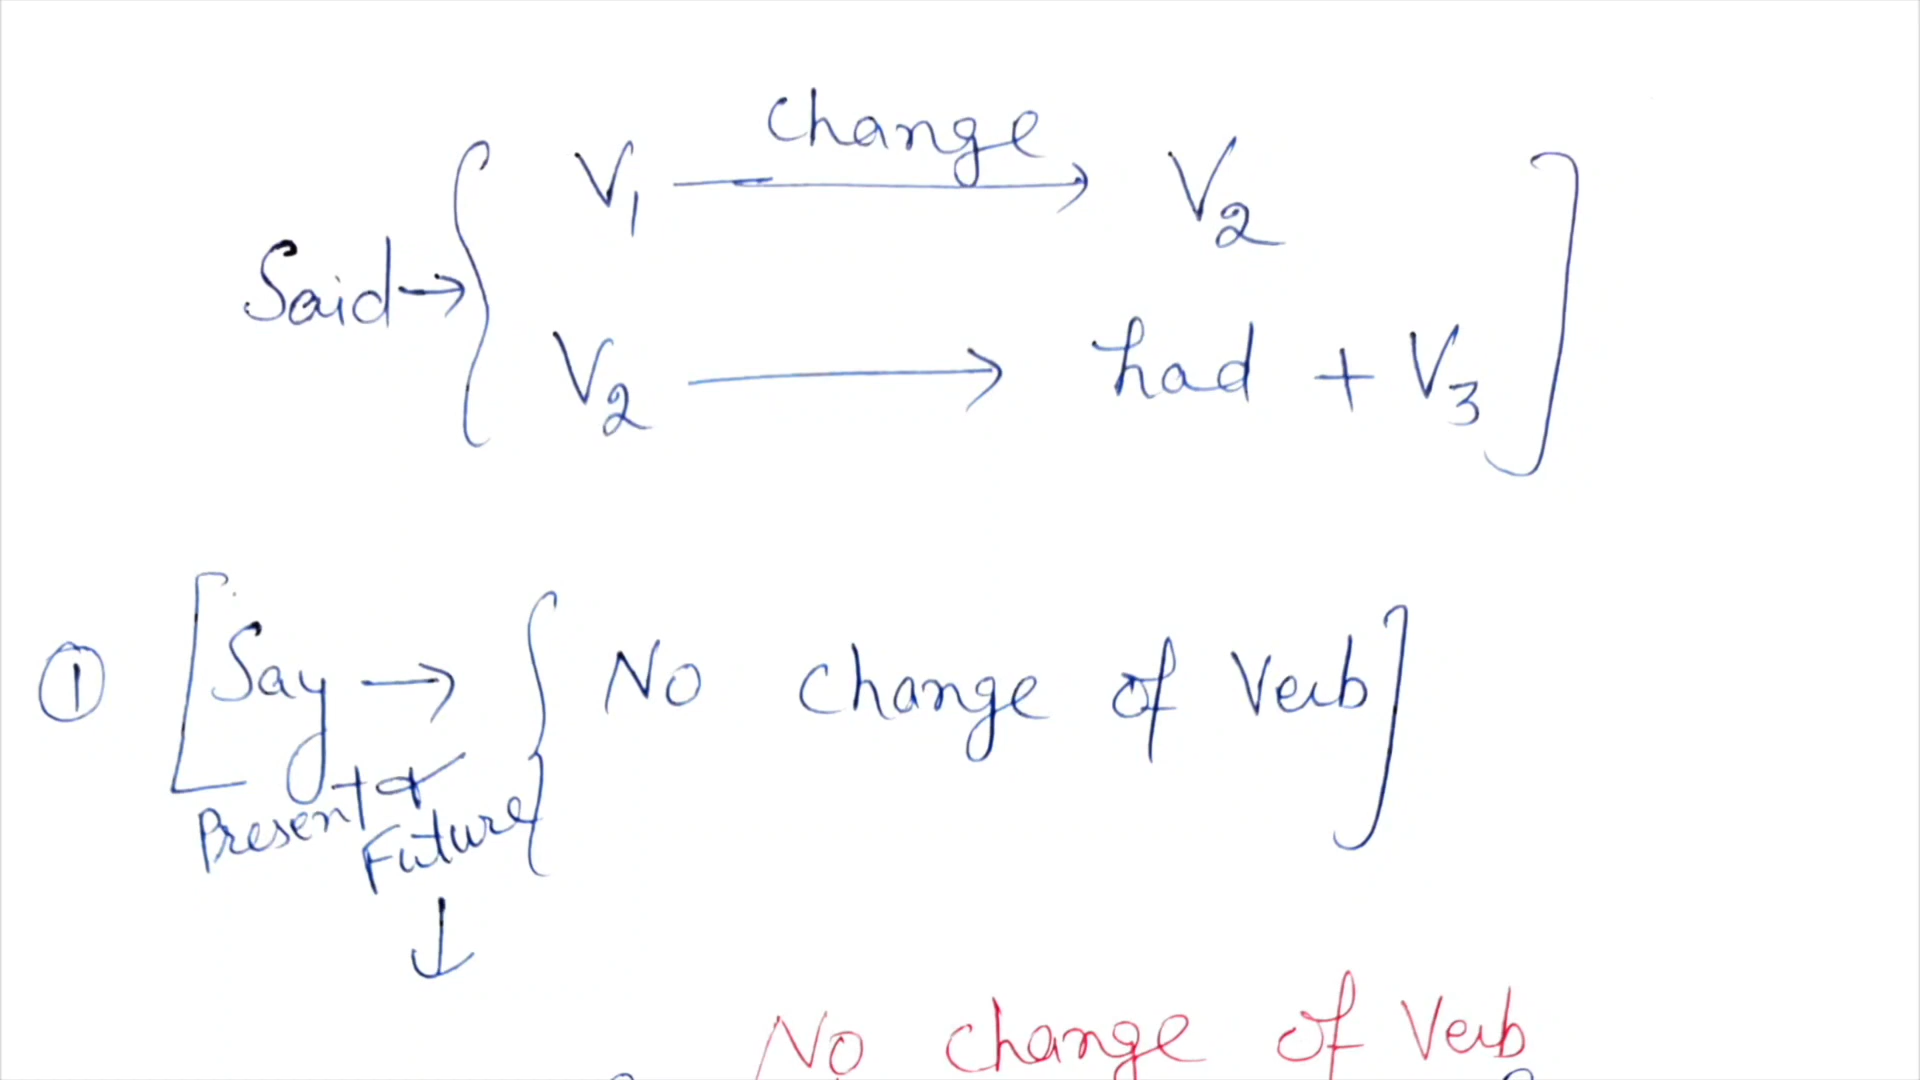 V1 change → V2
Said →
V2 → had + V3
① [Say → { No change of Verb]
Present &
Future
↓
No change of Verb